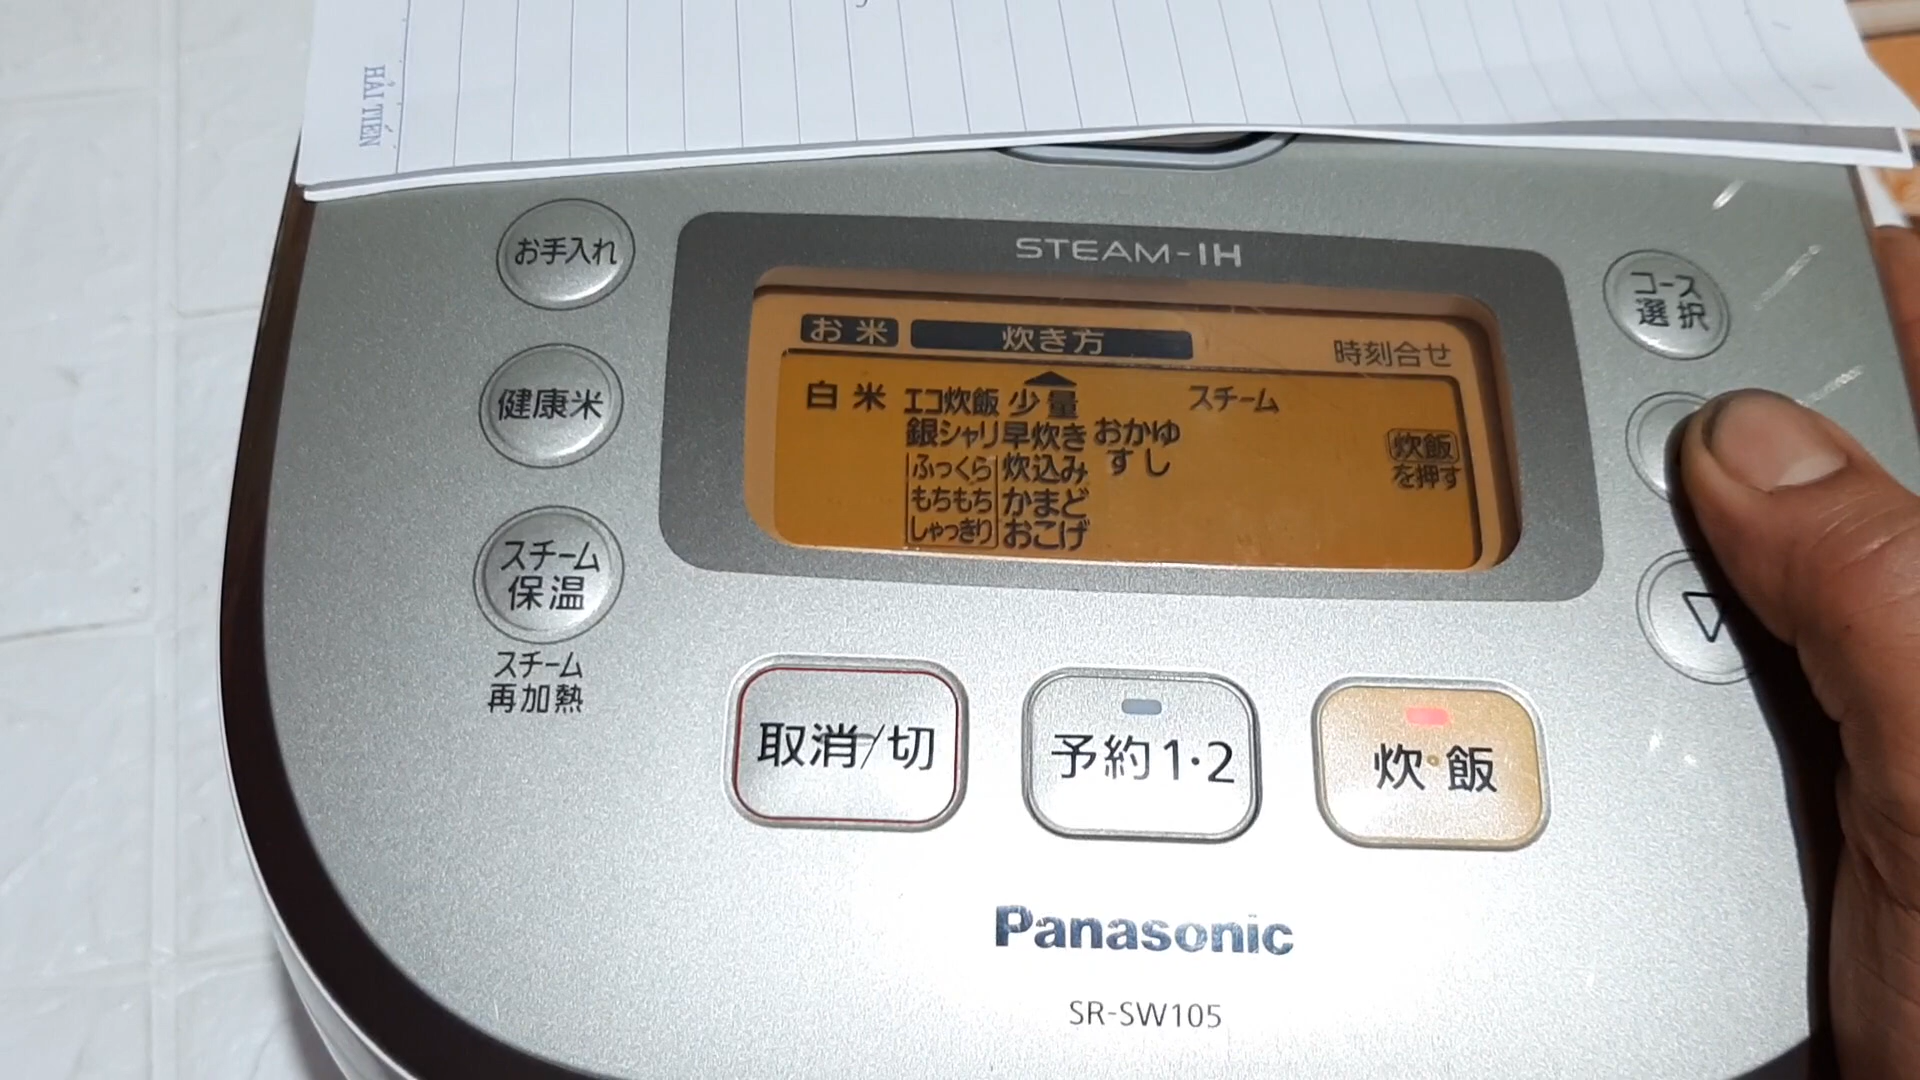 HẢI TIẾN
お手入れ
健康米
スチーム
保温
スチーム
再加熱
STEAM-IH
お米 炊き方 時刻合せ
白米 エコ炊飯 少量 スチーム
銀シャリ 早炊き おかゆ
ふっくら 炊込み すし
もちもち かまど
しゃっきり おこげ
炊飯
を押す
コース
選択
取消/切
予約1・2
炊飯
Panasonic
SR-SW105